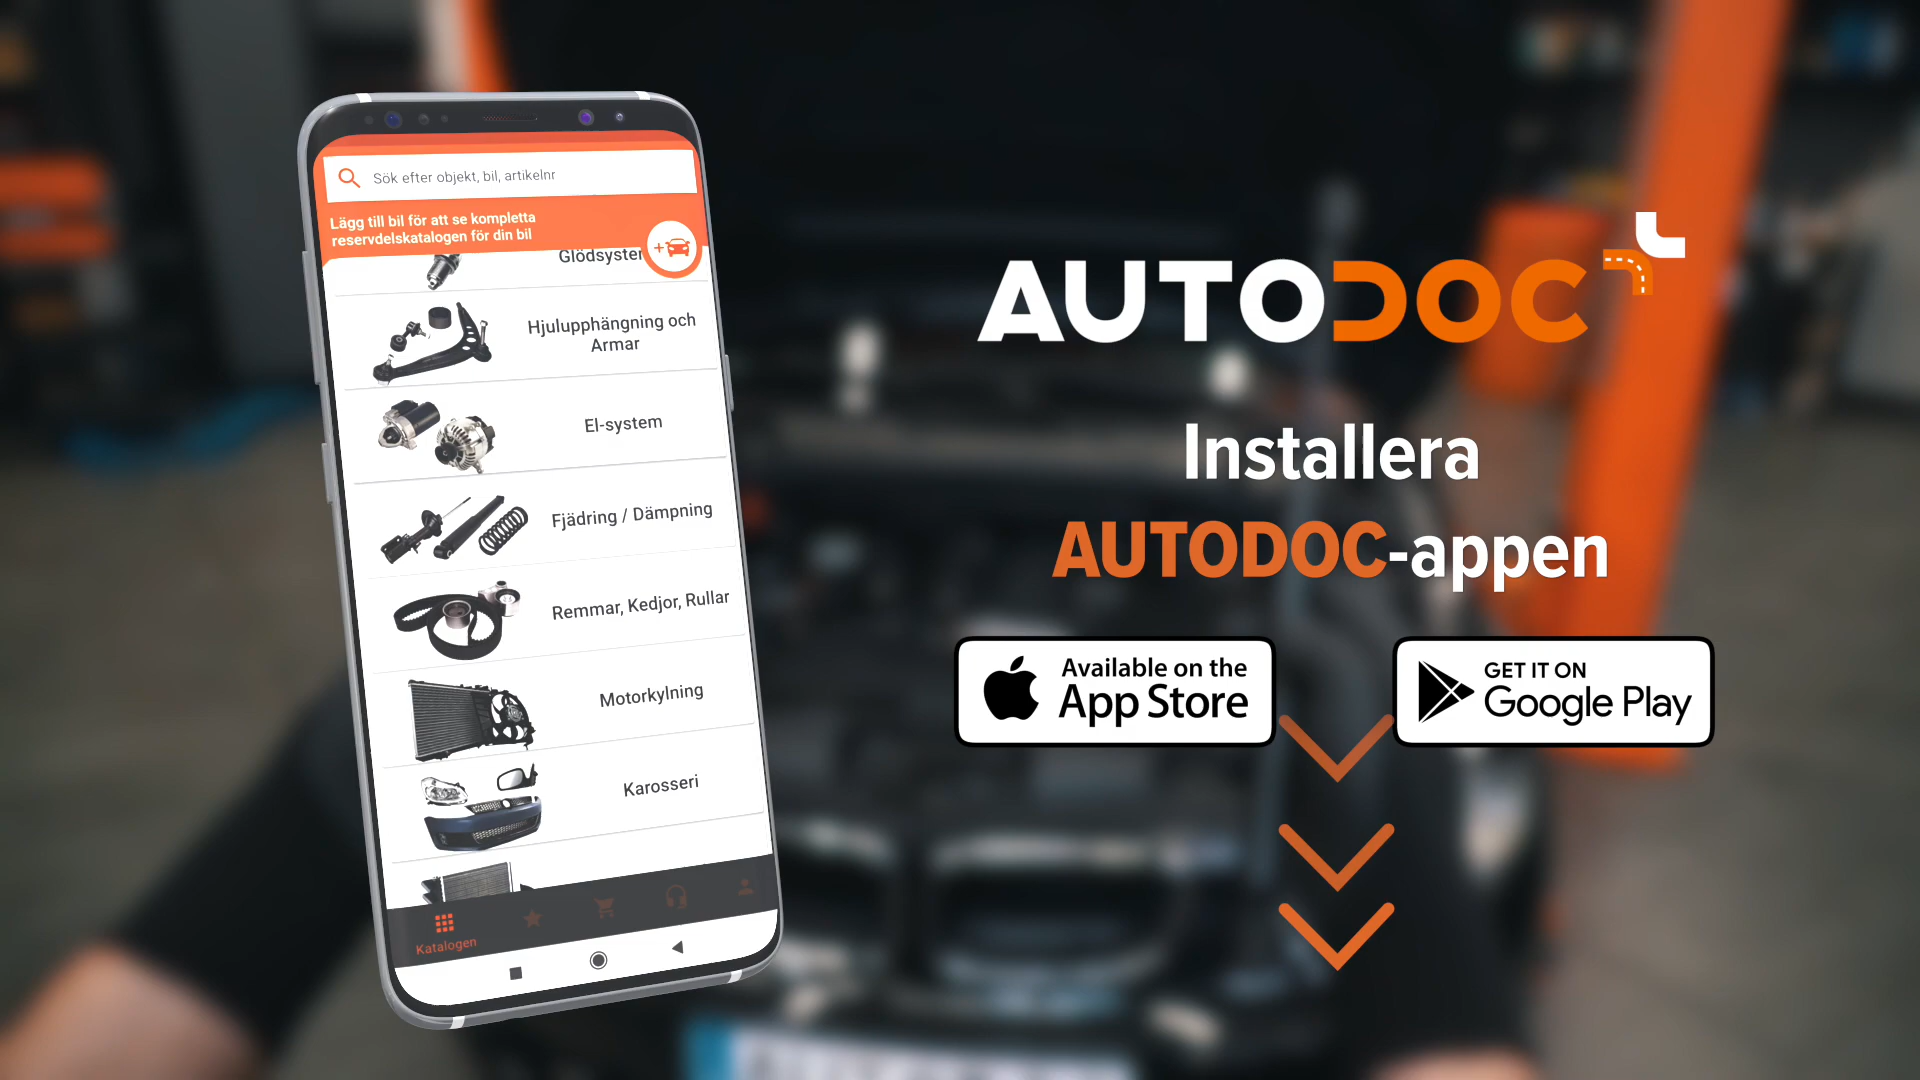 Sök efter objekt, bil, artikelnr
Lägg till bil för att se kompletta
reservdelskatalogen för din bil
Hjulupphängning och
Armar
El-system
Fjädring / Dämpning
Remmar, Kedjor, Rullar
Motorkylning
Karosseri
Katalogen
AUTODOC
Installera
AUTODOC-appen
Available on the
App Store
GET IT ON
Google Play